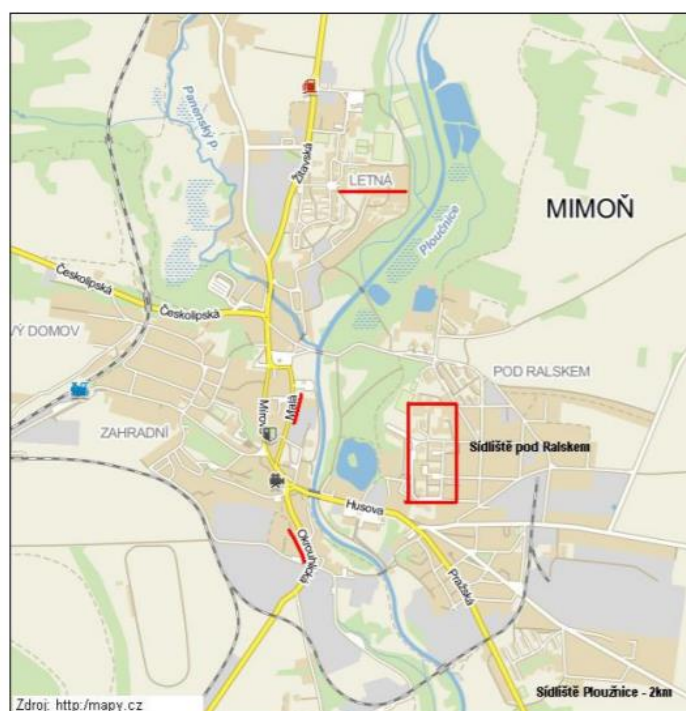 Panenský P.
Žitavská
LETNÁ
MIMOŇ
Ploučnice
Českolipská
Českolipská
VÝ DOMOV
POD RALSKEM
Mírová
Malá
ZAHRADNÍ
Sídliště pod Ralskem
Husova
Okrouhlická
Pražská
Sídliště Ploužnice - 2km
Zdroj: http:/mapy.cz